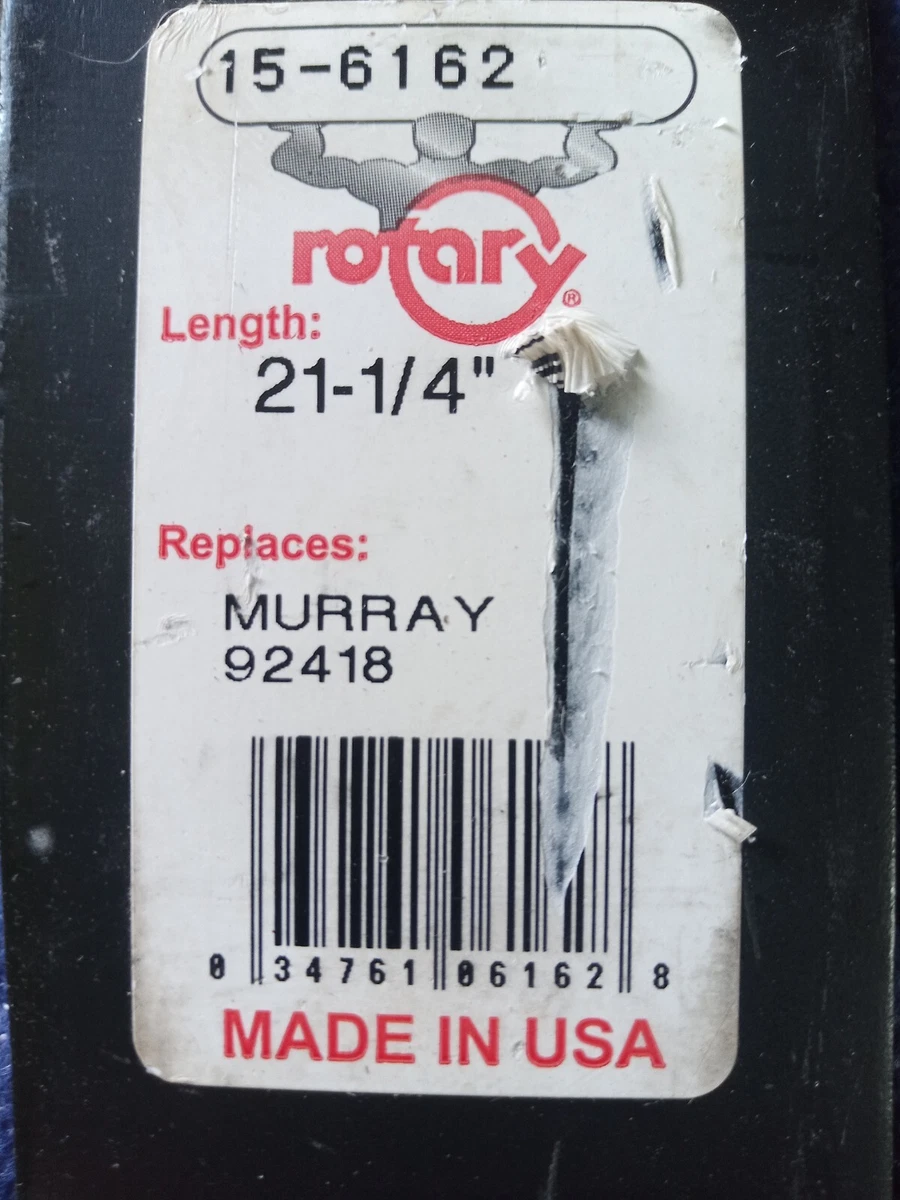 15-6162
rotary®
Length:
21-1/4"
Replaces:
MURRAY
92418
0 34761 06162 8
MADE IN USA